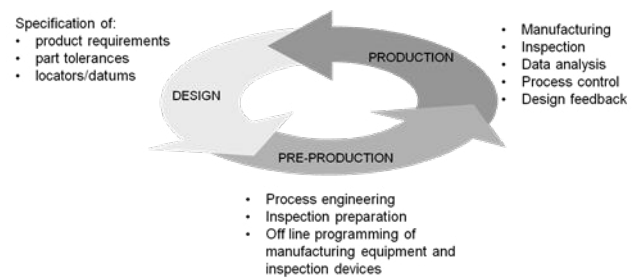 Specification of:
• product requirements
• part tolerances
• locators/datums
DESIGN
PRODUCTION
• Manufacturing
• Inspection
• Data analysis
• Process control
• Design feedback
PRE-PRODUCTION
• Process engineering
• Inspection preparation
• Off line programming of
manufacturing equipment and
inspection devices